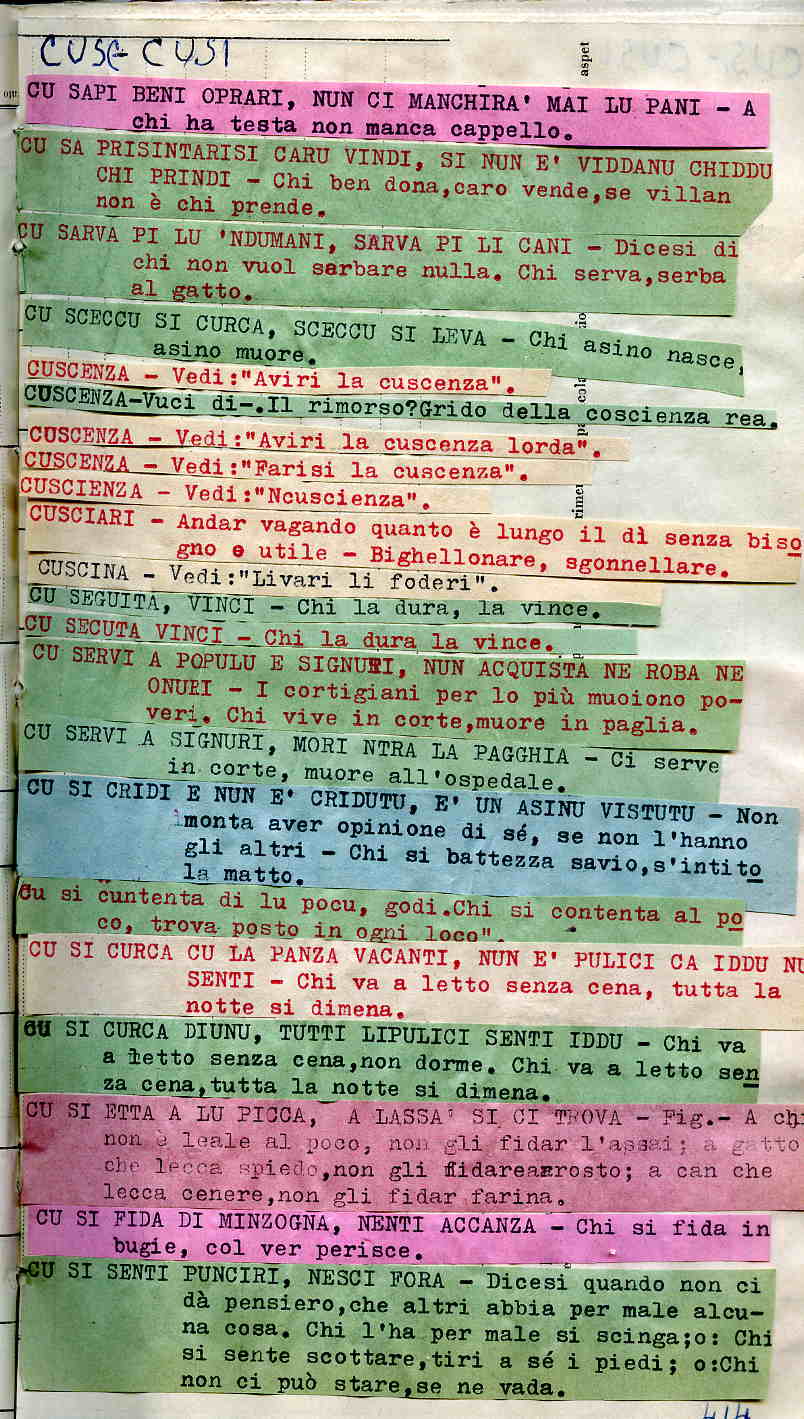 CUSC- CUSI
aspet
CU SAPI BENI OPRARI, NUN CI MANCHIRA' MAI LU PANI - A
chi ha testa non manca cappello.
CU SA PRISINTARISI CARU VINDI, SI NUN E' VIDDANU CHIDDU
CHI PRINDI - Chi ben dona,caro vende,se villan
non è chi prende.
CU SARVA PI LU 'NDUMANI, SARVA PI LI CANI - Dicesi di
chi non vuol serbare nulla. Chi serva,serba
al gatto.
CU SCECCU SI CURCA, SCECCU SI LEVA - Chi asino nasce,
asino muore.
CUSCENZA - Vedi:"Aviri la cuscenza".
CUSCENZA-Vuci di-.Il rimorso?Grido della coscienza rea.
CUSCENZA - Vedi:"Aviri la cuscenza lorda".
CUSCENZA - Vedi:"Farisi la cuscenza".
CUSCIENZA - Vedi:"Ncuscienza".
CUSCIARI - Andar vagando quanto è lungo il dì senza biso
gno o utile - Bighellonare, sgonnellare.
CUSCINA - Vedi:"Livari li foderi".
CU SEGUITA, VINCI - Chi la dura, la vince.
CU SECUTA VINCI - Chi la dura la vince.
CU SERVI A POPULU E SIGNURI, NUN ACQUISTA NE ROBA NE
ONURI - I cortigiani per lo più muoiono po-
veri. Chi vive in corte,muore in paglia.
CU SERVI A SIGNURI, MORI NTRA LA PAGGHIA - Ci serve
in corte, muore all'ospedale.
CU SI CRIDI E NUN E' CRIDUTU, E' UN ASINU VISTUTU - Non
monta aver opinione di sé, se non l'hanno
gli altri - Chi si battezza savio,s'intito
la matto.
Cu si cuntenta di lu pocu, godi.Chi si contenta al po
co, trova posto in ogni loco".
CU SI CURCA CU LA PANZA VACANTI, NUN E' PULICI CA IDDU NU
SENTI - Chi va a letto senza cena, tutta la
notte si dimena.
CU SI CURCA DIUNU, TUTTI LIPULICI SENTI IDDU - Chi va
a letto senza cena,non dorme. Chi va a letto sen
za cena,tutta la notte si dimena.
CU SI ETTA A LU PICCA, A LASSA' SI CI TROVA - Fig.- A chi
non è leale al poco, non gli fidar l'assai; a gatto
che lecca spiedo,non gli fidarearrosto; a can che
lecca cenere,non gli fidar farina.
CU SI FIDA DI MINZOGNA, NENTI ACCANZA - Chi si fida in
bugie, col ver perisce.
CU SI SENTI PUNCIRI, NESCI FORA - Dicesi quando non ci
dà pensiero,che altri abbia per male alcu-
na cosa. Chi l'ha per male si scinga;o: Chi
si sente scottare,tiri a sé i piedi; o:Chi
non ci può stare,se ne vada.